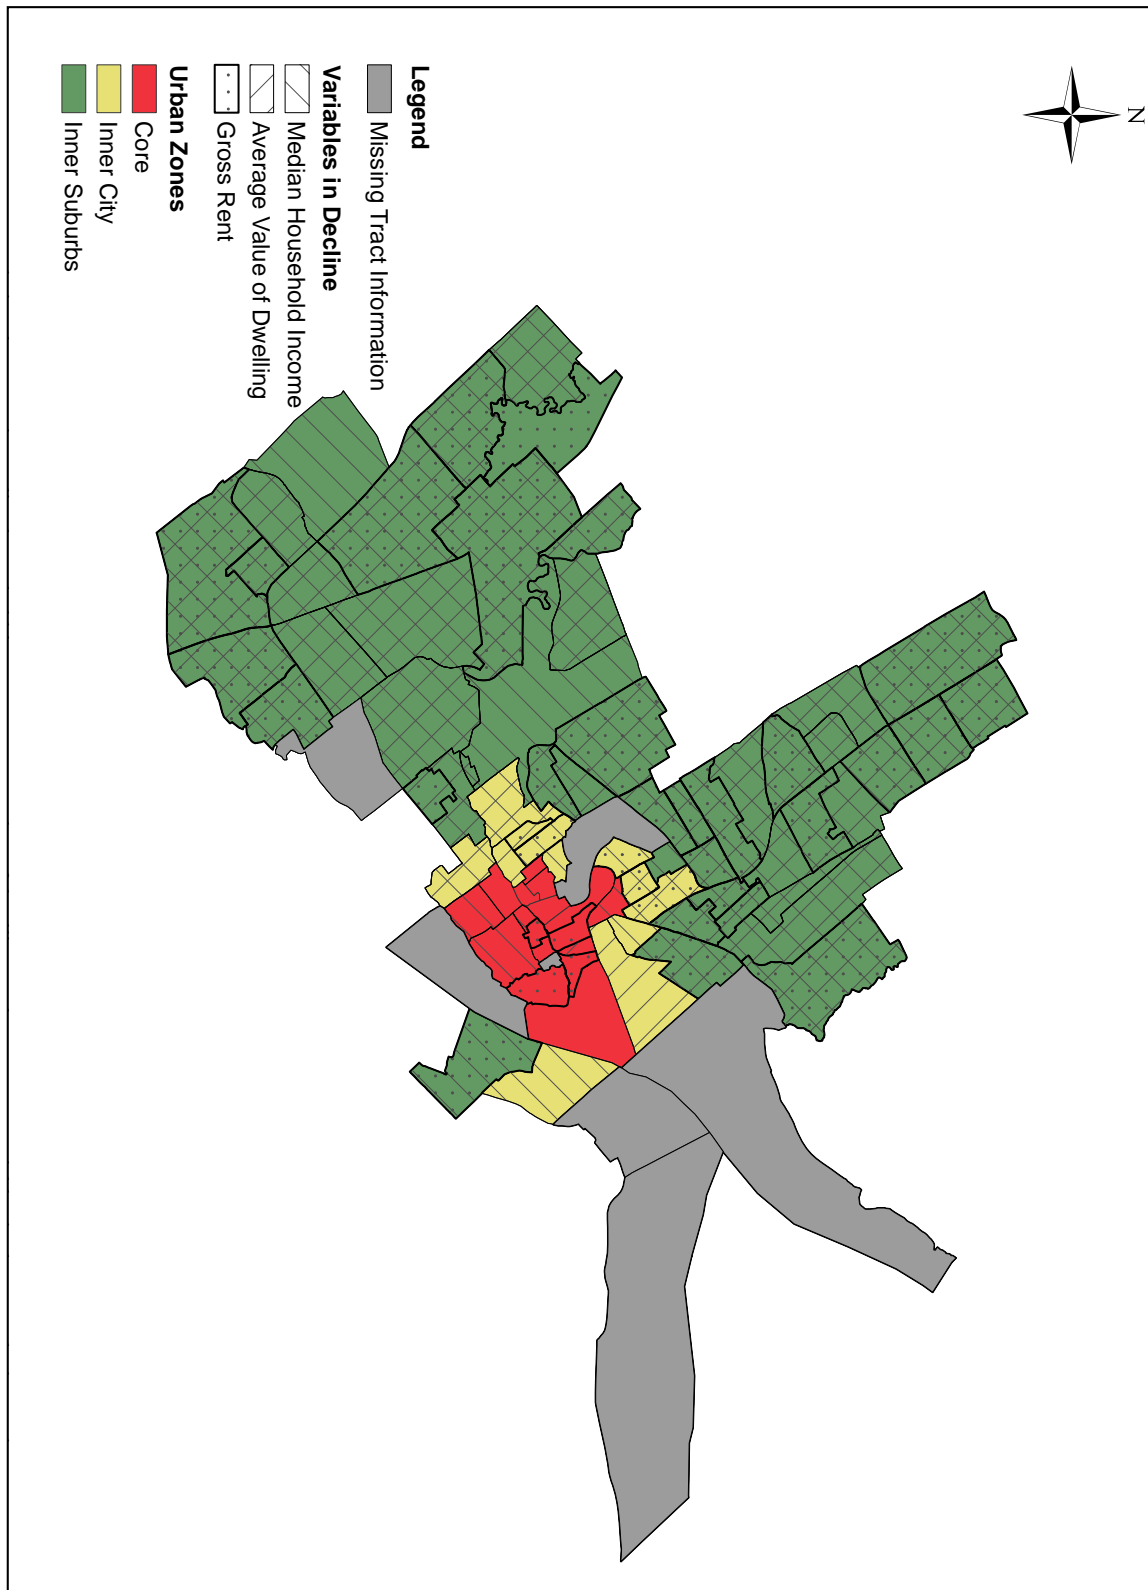 N
Legend
Missing Tract Information
Variables in Decline
Median Household Income
Average Value of Dwelling
Gross Rent
Urban Zones
Core
Inner City
Inner Suburbs